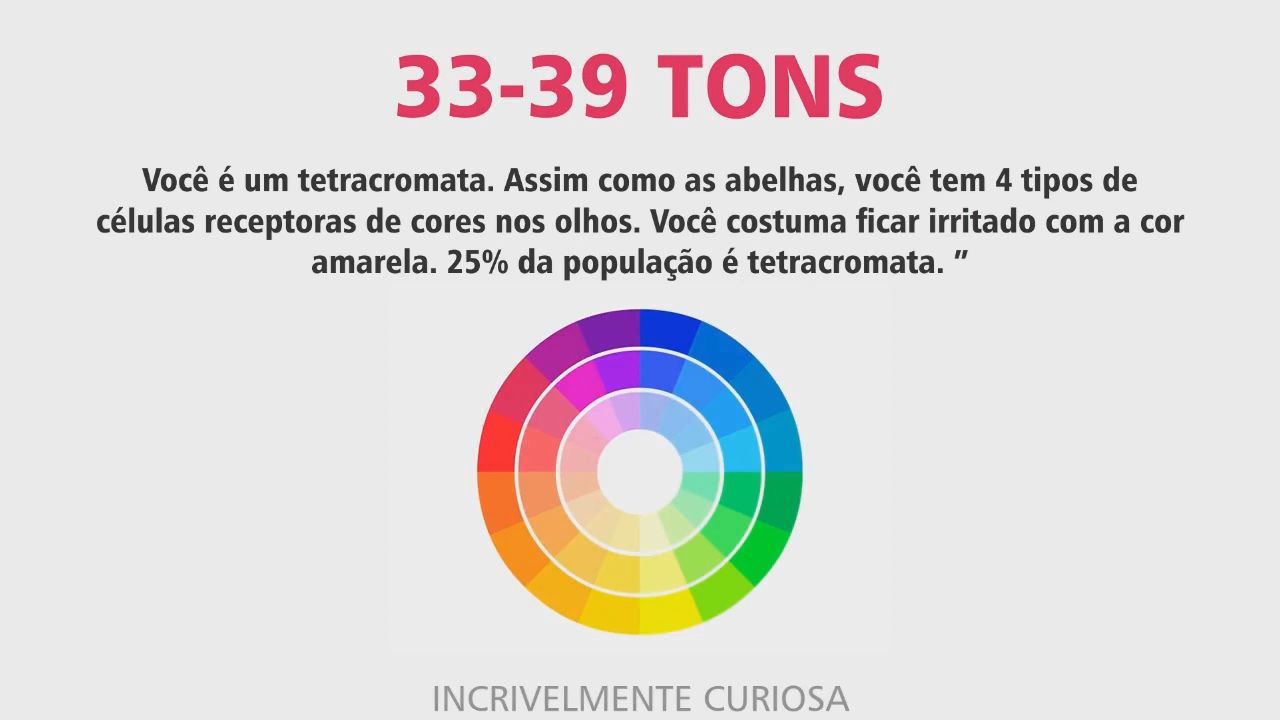 33-39 TONS
Você é um tetracromata. Assim como as abelhas, você tem 4 tipos de
células receptoras de cores nos olhos. Você costuma ficar irritado com a cor
amarela. 25% da população é tetracromata. ”
INCRIVELMENTE CURIOSA